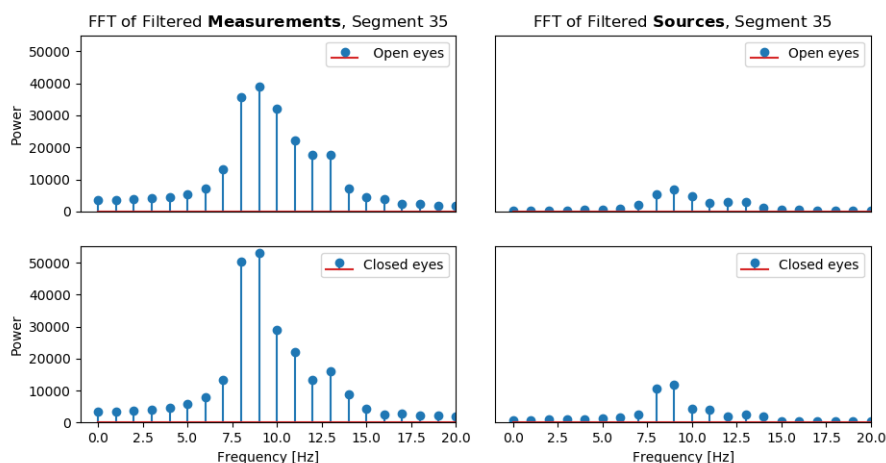 FFT of Filtered Measurements, Segment 35
FFT of Filtered Sources, Segment 35
50000
40000
30000
20000
10000
0
Power
Open eyes
Open eyes
50000
40000
30000
20000
10000
0
Power
Closed eyes
Closed eyes
0.0 2.5 5.0 7.5 10.0 12.5 15.0 17.5 20.0
Frequency [Hz]
0.0 2.5 5.0 7.5 10.0 12.5 15.0 17.5 20.0
Frequency [Hz]